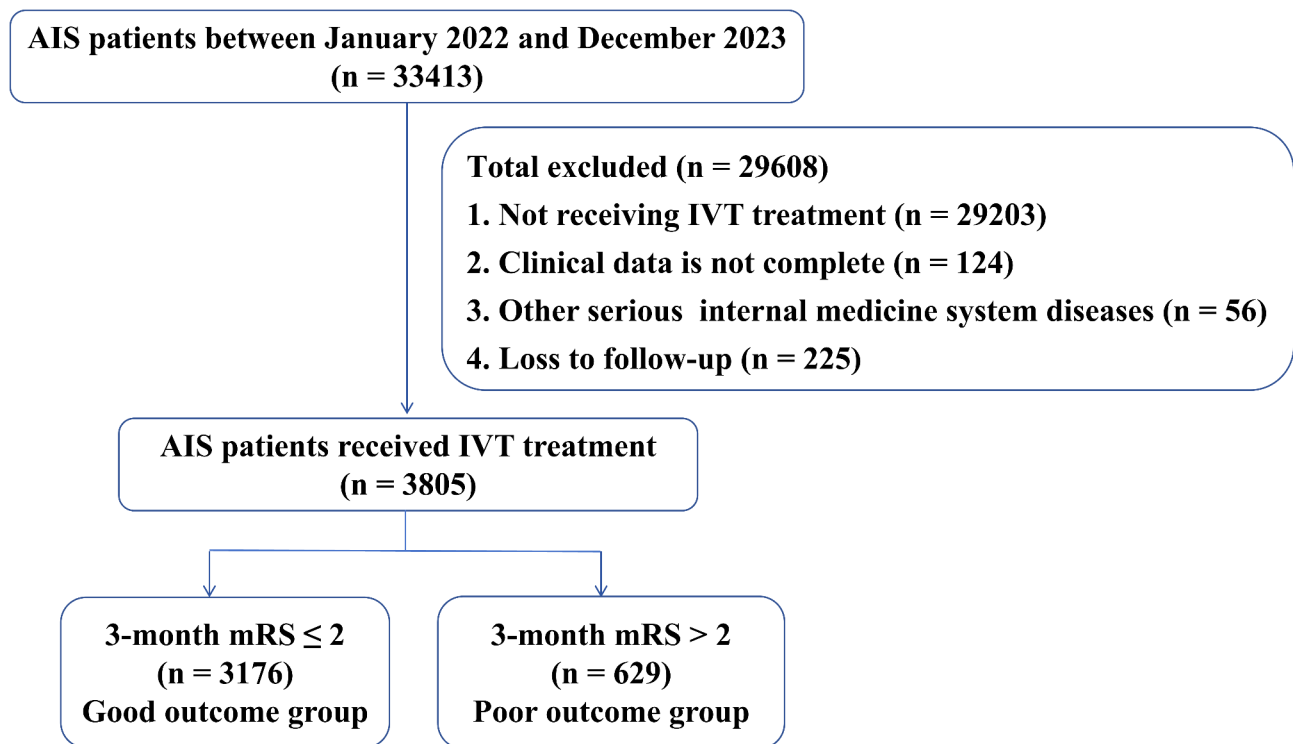 AIS patients between January 2022 and December 2023
(n = 33413)
Total excluded (n = 29608)
1. Not receiving IVT treatment (n = 29203)
2. Clinical data is not complete (n = 124)
3. Other serious  internal medicine system diseases (n = 56)
4. Loss to follow-up (n = 225)
AIS patients received IVT treatment
(n = 3805)
3-month mRS ≤ 2
(n = 3176)
Good outcome group
3-month mRS > 2
(n = 629)
Poor outcome group